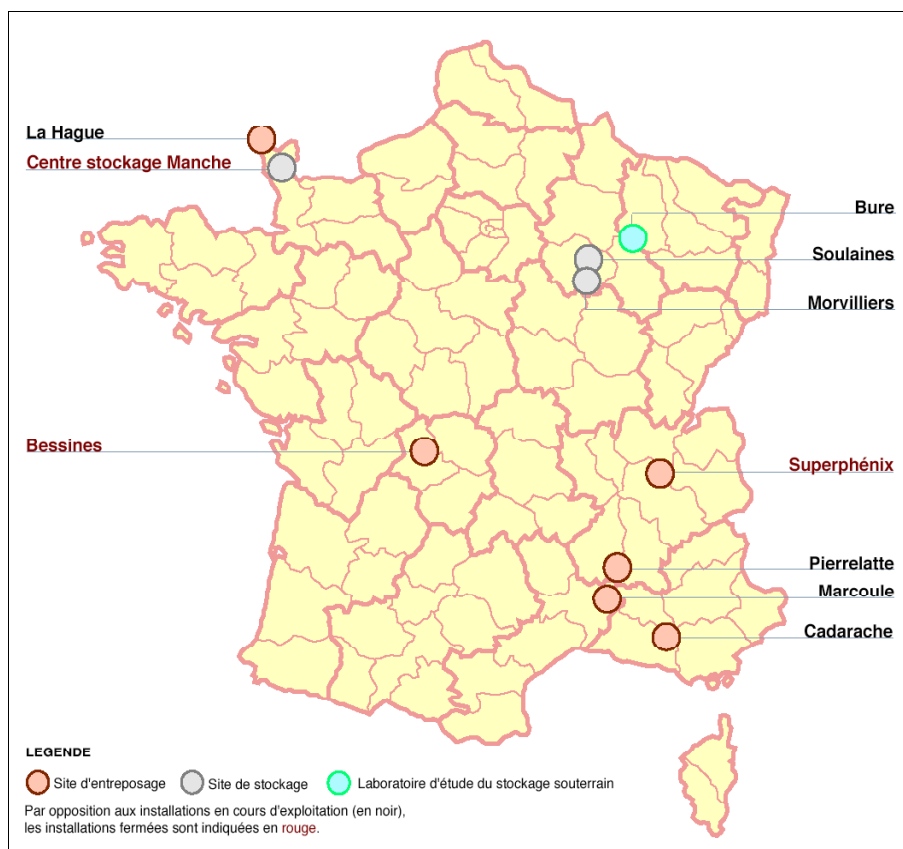 La Hague
Centre stockage Manche
Bure
Soulaines
Morvilliers
Bessines
Superphénix
Pierrelatte
Marcoule
Cadarache
LEGENDE
Site d'entreposage Site de stockage Laboratoire d'étude du stockage souterrain
Par opposition aux installations en cours d'exploitation (en noir),
les installations fermées sont indiquées en rouge.